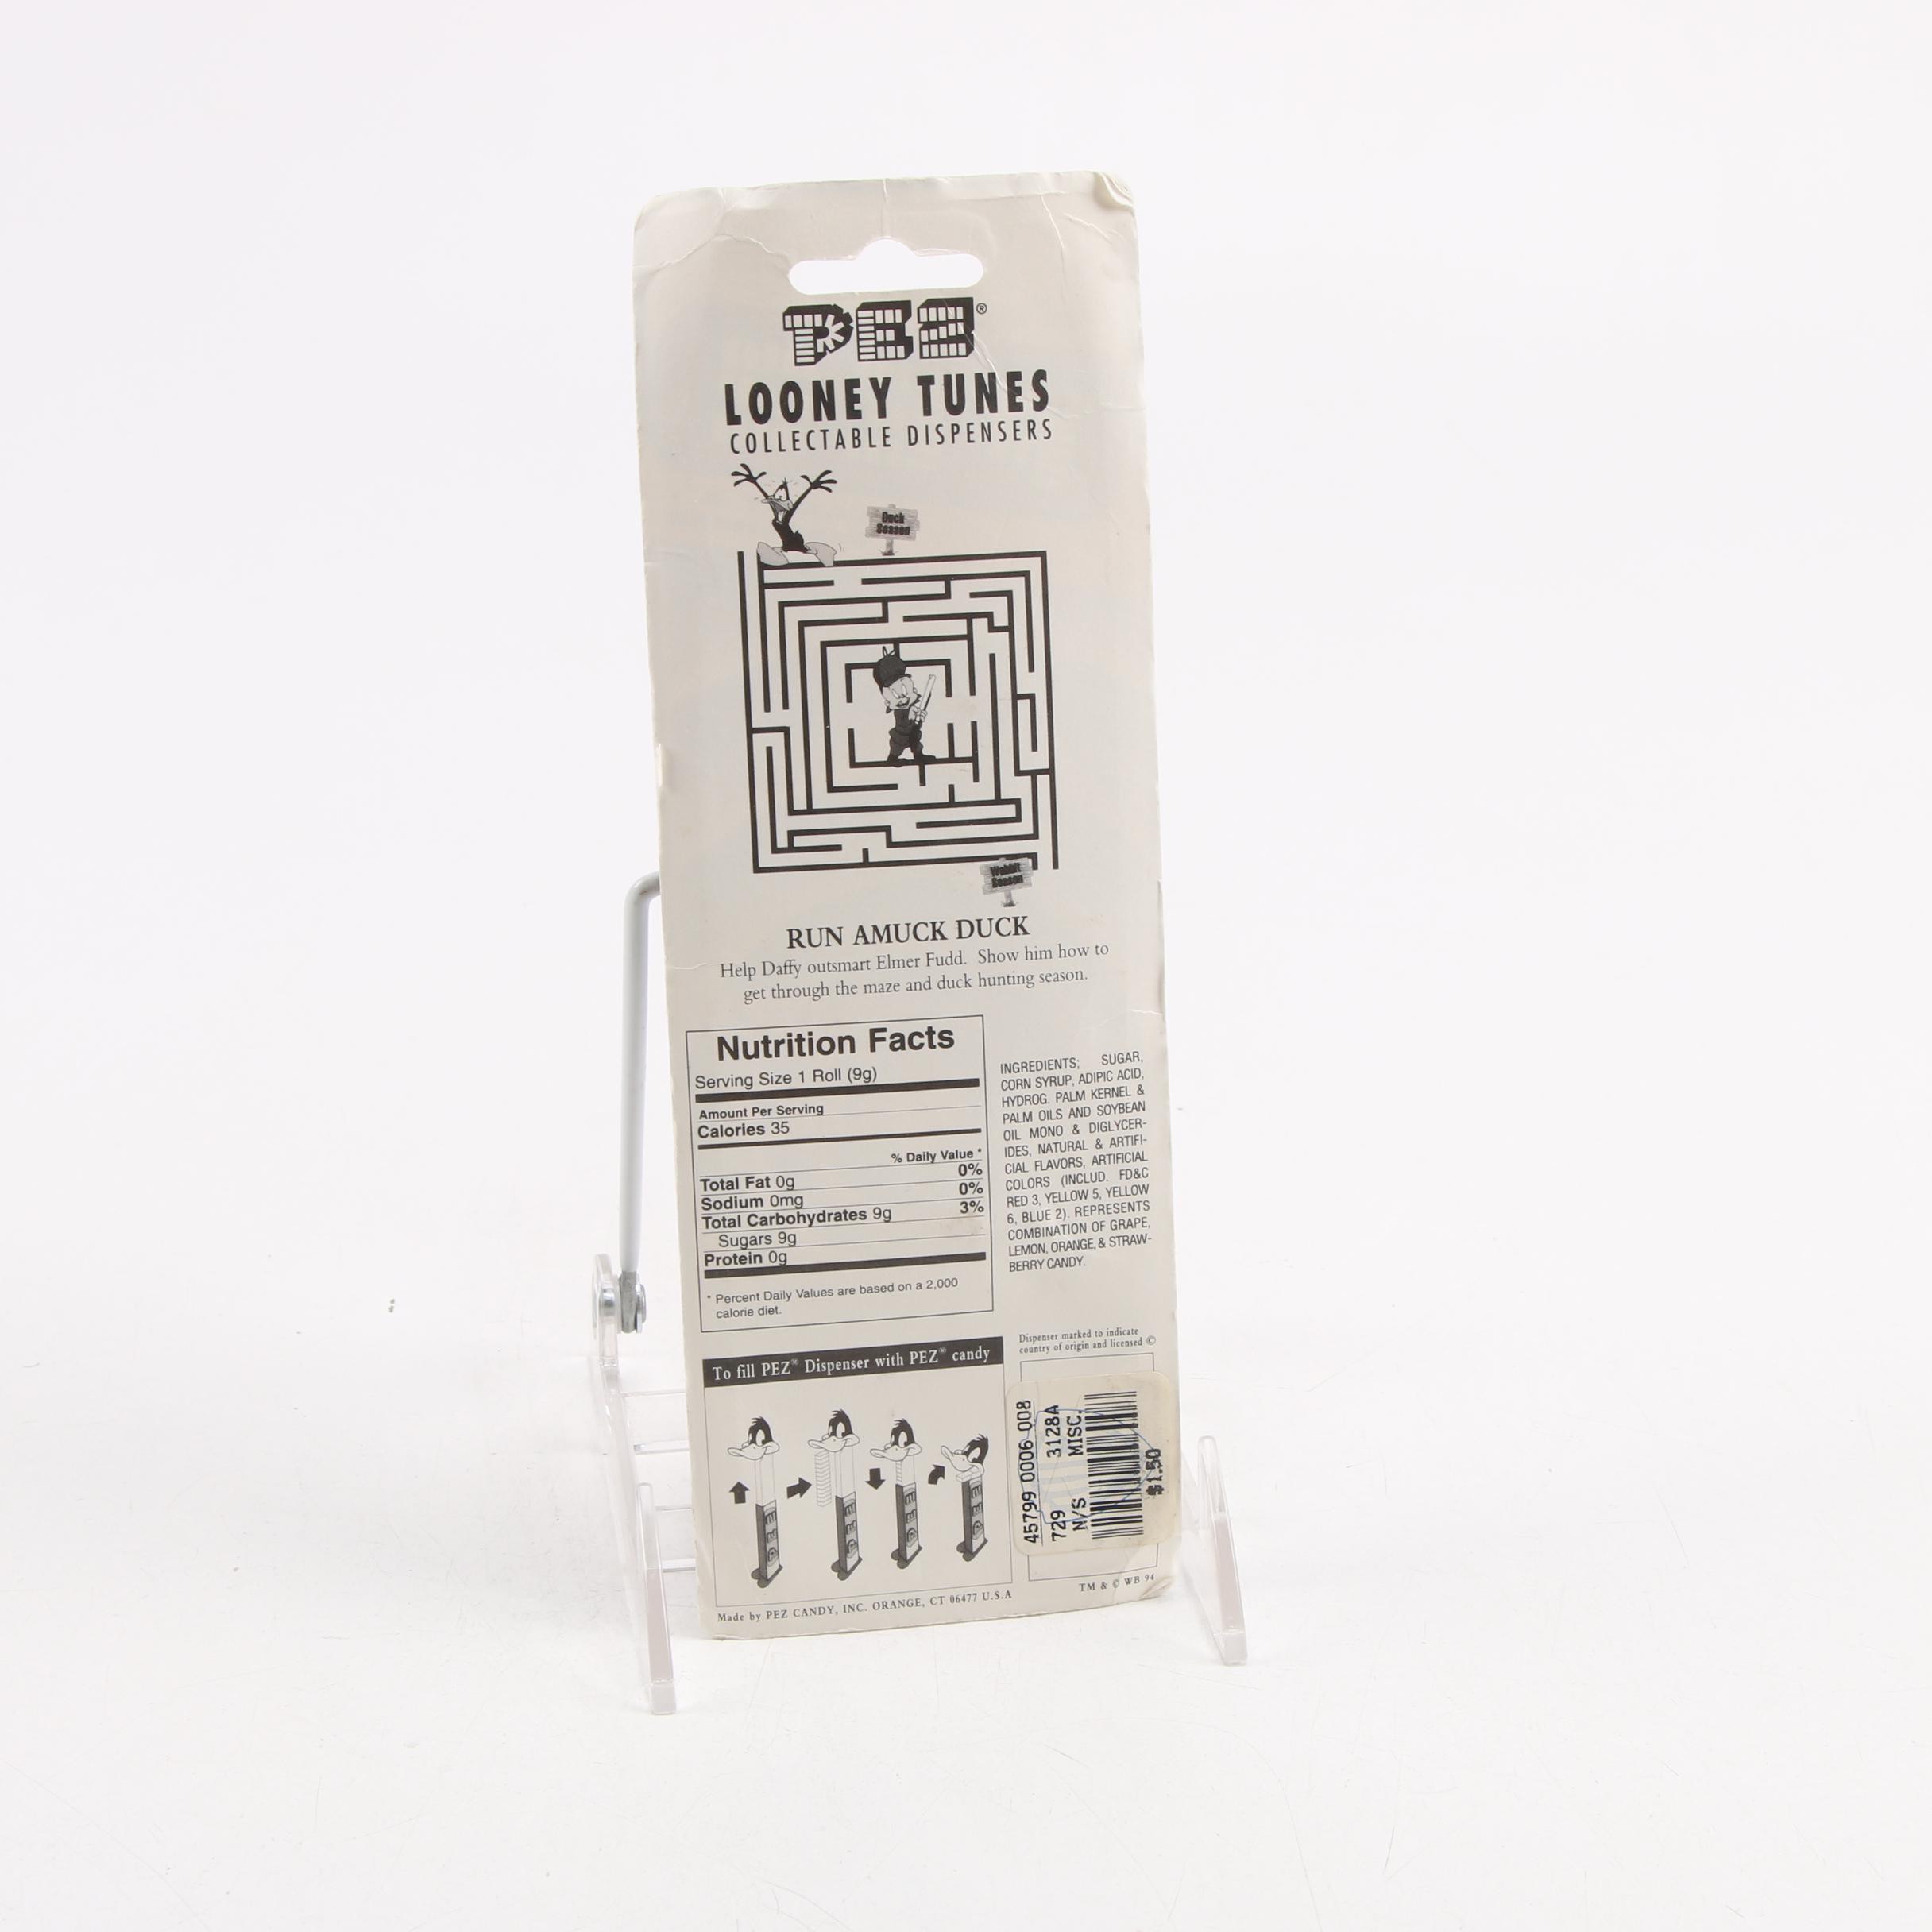 PEZ®
LOONEY TUNES
COLLECTABLE DISPENSERS
Duck
Season
Wabbit
Season
RUN AMUCK DUCK
Help Daffy outsmart Elmer Fudd. Show him how to
get through the maze and duck hunting season.
Nutrition Facts
Serving Size 1 Roll (9g)
Amount Per Serving
Calories 35
% Daily Value *
Total Fat 0g 0%
Sodium 0mg 0%
Total Carbohydrates 9g 3%
Sugars 9g
Protein 0g
* Percent Daily Values are based on a 2,000
calorie diet.
INGREDIENTS; SUGAR,
CORN SYRUP, ADIPIC ACID,
HYDROG. PALM KERNEL &
PALM OILS AND SOYBEAN
OIL MONO & DIGLYCER-
IDES, NATURAL & ARTIFI-
CIAL FLAVORS, ARTIFICIAL
COLORS (INCLUD. FD&C
RED 3, YELLOW 5, YELLOW
6, BLUE 2). REPRESENTS
COMBINATION OF GRAPE,
LEMON, ORANGE, & STRAW-
BERRY CANDY.
To fill PEZ® Dispenser with PEZ® candy
PEZ
PEZ
PEZ
PEZ
Dispenser marked to indicate
country of origin and licensed ©
45799 0006 008
729 3128A
N/S MISC.
$1.50
TM & © WB 94
Made by PEZ CANDY, INC. ORANGE, CT 06477 U.S.A